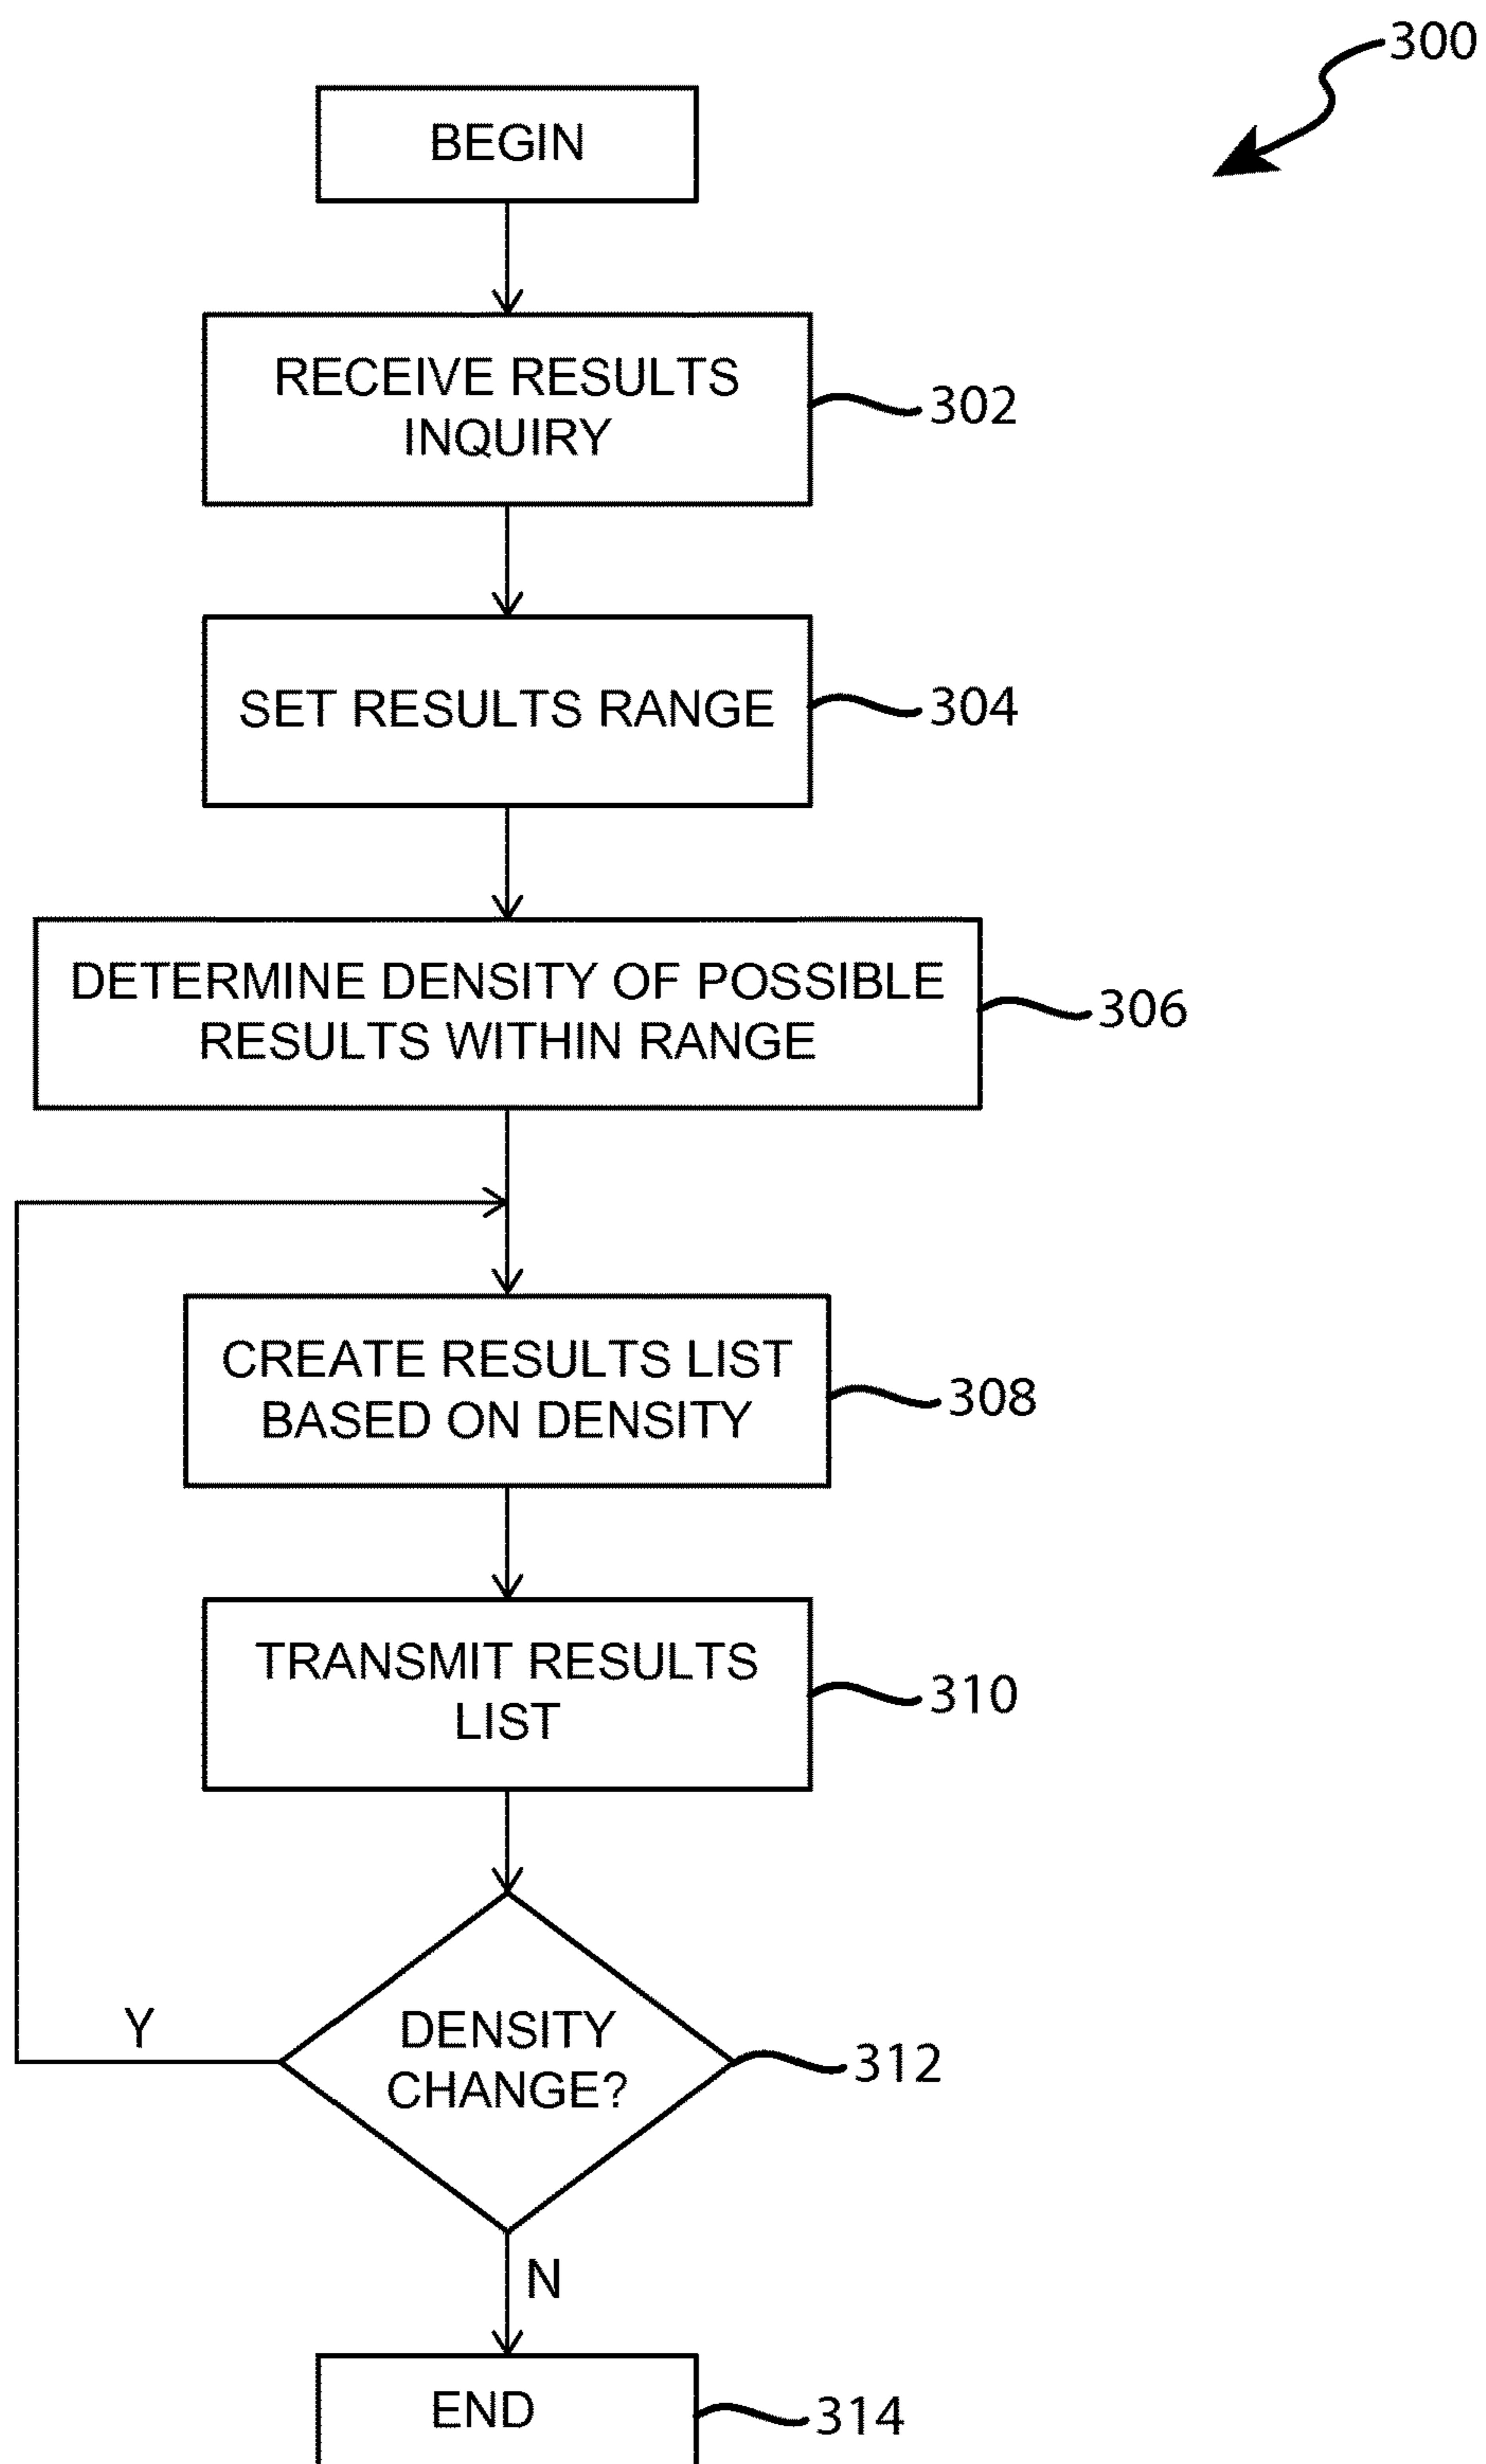 300
BEGIN
RECEIVE RESULTS
INQUIRY
302
SET RESULTS RANGE
304
DETERMINE DENSITY OF POSSIBLE
RESULTS WITHIN RANGE
306
CREATE RESULTS LIST
BASED ON DENSITY
308
TRANSMIT RESULTS
LIST
310
DENSITY
CHANGE?
312
Y
N
END
314